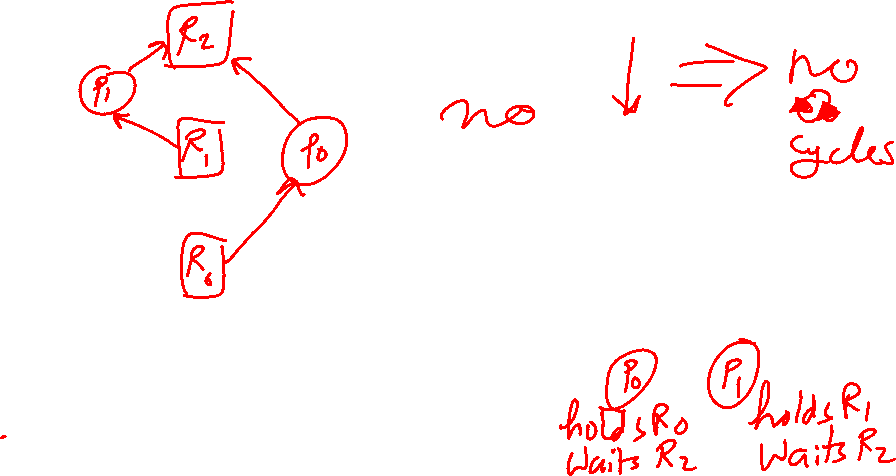 R2
P1
R1
P0
R0
no
no
cycles
P0
holds R0
waits R2
P1
holds R1
waits R2